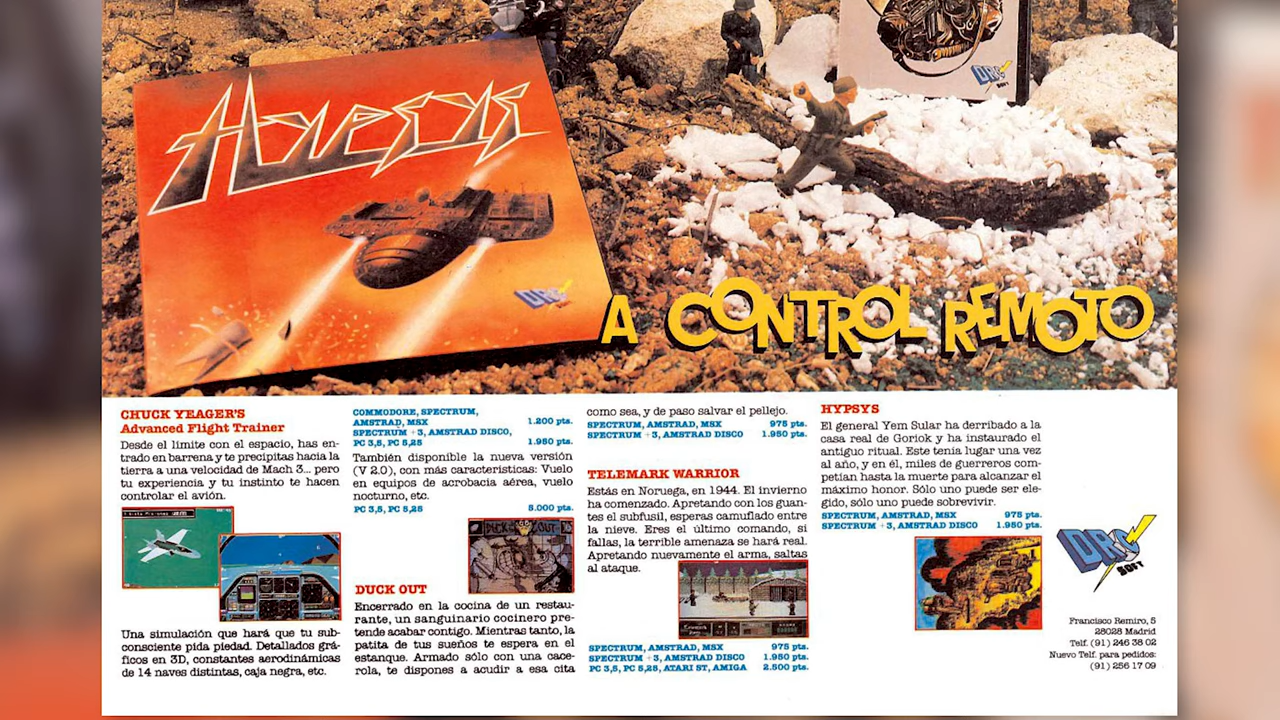 Hypsys
DRO
DRO
SOFT
A CONTROL REMOTO
CHUCK YEAGER'S
Advanced Flight Trainer
Desde el límite con el espacio, has en-
trado en barrena y te precipitas hacia la
tierra a una velocidad de Mach 3... pero
tu experiencia y tu instinto te hacen
controlar el avión.
Una simulación que hará que tu sub-
consciente pida piedad. Detallados grá-
ficos en 3D, constantes aerodinámicas
de 14 naves distintas, caja negra, etc.
COMMODORE, SPECTRUM,
AMSTRAD, MSX 1.200 pts.
SPECTRUM +3, AMSTRAD DISCO,
PC 3,5, PC 5,25 1.950 pts.
También disponible la nueva versión
(V 2.0), con más características: Vuelo
en equipos de acrobacia aérea, vuelo
nocturno, etc.
PC 3,5, PC 5,25 5.000 pts.
DUCK OUT
DUCK OUT
Encerrado en la cocina de un restau-
rante, un sanguinario cocinero pre-
tende acabar contigo. Mientras tanto, la
patita de tus sueños te espera en el
estanque. Armado sólo con una cace-
rola, te dispones a acudir a esa cita
como sea, y de paso salvar el pellejo.
SPECTRUM, AMSTRAD, MSX 975 pts.
SPECTRUM +3, AMSTRAD DISCO 1.950 pts.
TELEMARK WARRIOR
Estás en Noruega, en 1944. El invierno
ha comenzado. Apretando con los guan-
tes el subfusil, esperas camuflado entre
la nieve. Eres el último comando, si
fallas, la terrible amenaza se hará real.
Apretando nuevamente el arma, saltas
al ataque.
SPECTRUM, AMSTRAD, MSX 975 pts.
SPECTRUM +3, AMSTRAD DISCO 1.950 pts.
PC 3,5, PC 5,25, ATARI ST, AMIGA 2.500 pts.
HYPSYS
El general Yem Sular ha derribado a la
casa real de Goriok y ha instaurado el
antiguo ritual. Este tenía lugar una vez
al año, y en él, miles de guerreros com-
petían hasta la muerte para alcanzar el
máximo honor. Sólo uno puede ser ele-
gido, sólo uno puede sobrevivir.
SPECTRUM, AMSTRAD, MSX 975 pts.
SPECTRUM +3, AMSTRAD DISCO 1.950 pts.
DRO
SOFT
Francisco Remiro, 5
28028 Madrid
Telf. (91) 246 38 02
Nuevo Telf. para pedidos:
(91) 256 17 09